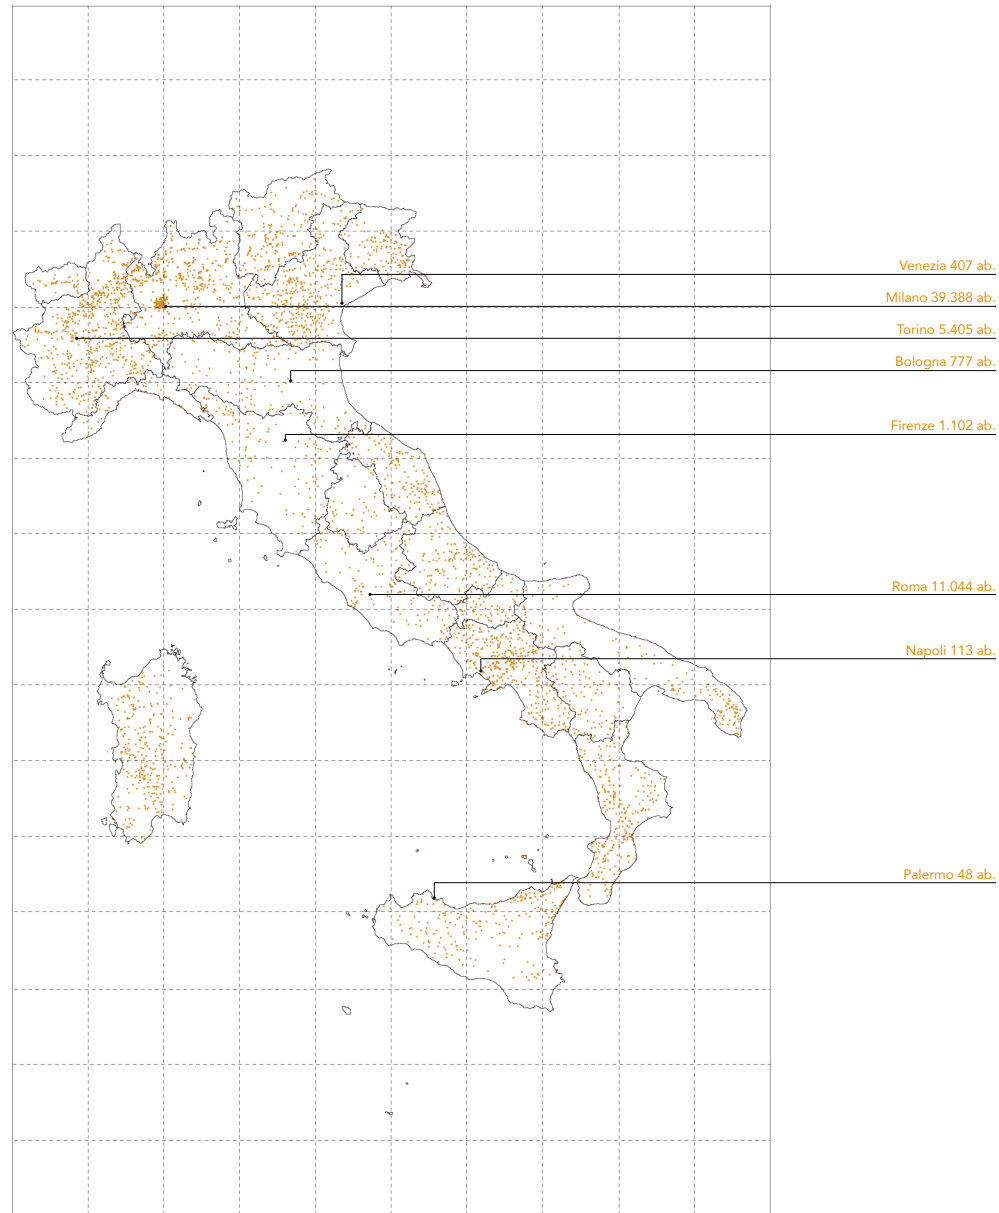 Venezia 407 ab.
Milano 39.388 ab.
Torino 5.405 ab.
Bologna 777 ab.
Firenze 1.102 ab.
Roma 11.044 ab.
Napoli 113 ab.
Palermo 48 ab.